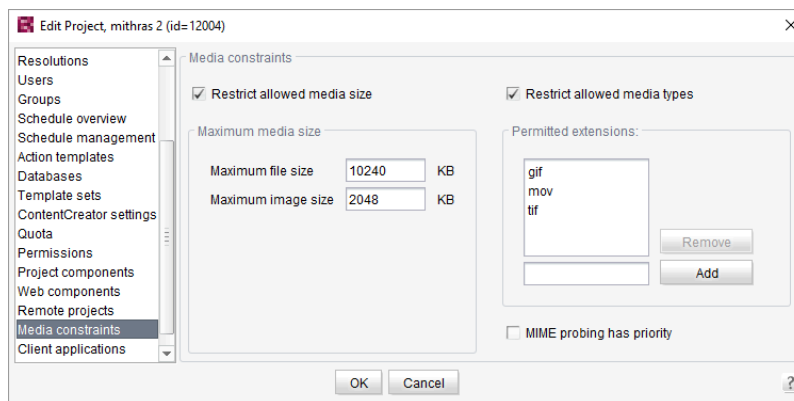 Edit Project, mithras 2 (id=12004)
Resolutions
Users
Groups
Schedule overview
Schedule management
Action templates
Databases
Template sets
ContentCreator settings
Quota
Permissions
Project components
Web components
Remote projects
Media constraints
Client applications
Media constraints
Restrict allowed media size
Restrict allowed media types
Maximum media size
Maximum file size 10240 KB
Maximum image size 2048 KB
Permitted extensions:
gif
mov
tif
Remove
Add
MIME probing has priority
OK Cancel
?